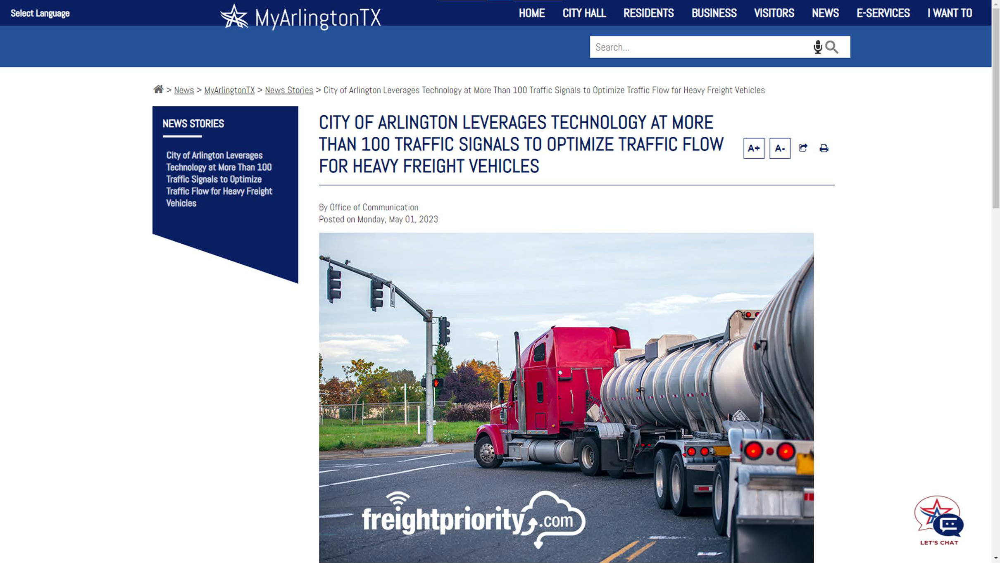 Select Language
MyArlingtonTX
HOME CITY HALL RESIDENTS BUSINESS VISITORS NEWS E-SERVICES I WANT TO
Search...
> News > MyArlingtonTX > News Stories > City of Arlington Leverages Technology at More Than 100 Traffic Signals to Optimize Traffic Flow for Heavy Freight Vehicles
NEWS STORIES
City of Arlington Leverages
Technology at More Than 100
Traffic Signals to Optimize
Traffic Flow for Heavy Freight
Vehicles
CITY OF ARLINGTON LEVERAGES TECHNOLOGY AT MORE
THAN 100 TRAFFIC SIGNALS TO OPTIMIZE TRAFFIC FLOW
FOR HEAVY FREIGHT VEHICLES
A+ A-
By Office of Communication
Posted on Monday, May 01, 2023
freightpriority.com
LET'S CHAT